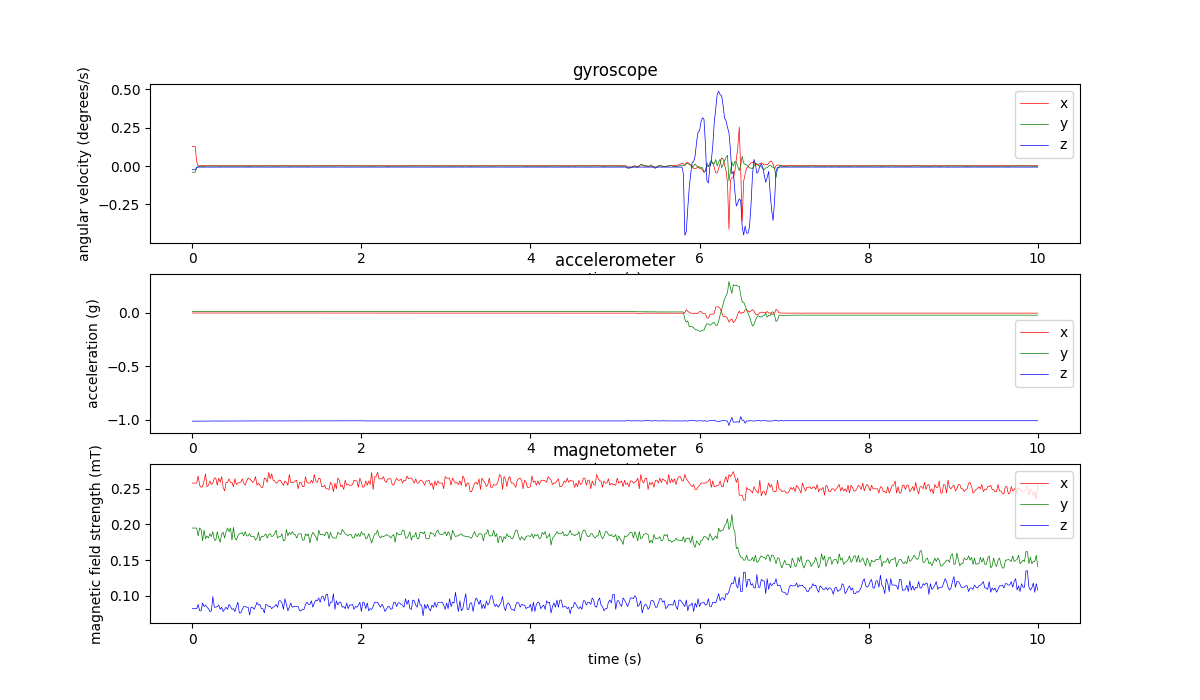 gyroscope
angular velocity (degrees/s)
0.50
0.25
0.00
−0.25
x
y
z
0 2 4 6 8 10
accelerometer
acceleration (g)
0.0
−0.5
−1.0
x
y
z
0 2 4 6 8 10
magnetometer
magnetic field strength (mT)
0.25
0.20
0.15
0.10
x
y
z
0 2 4 6 8 10
time (s)